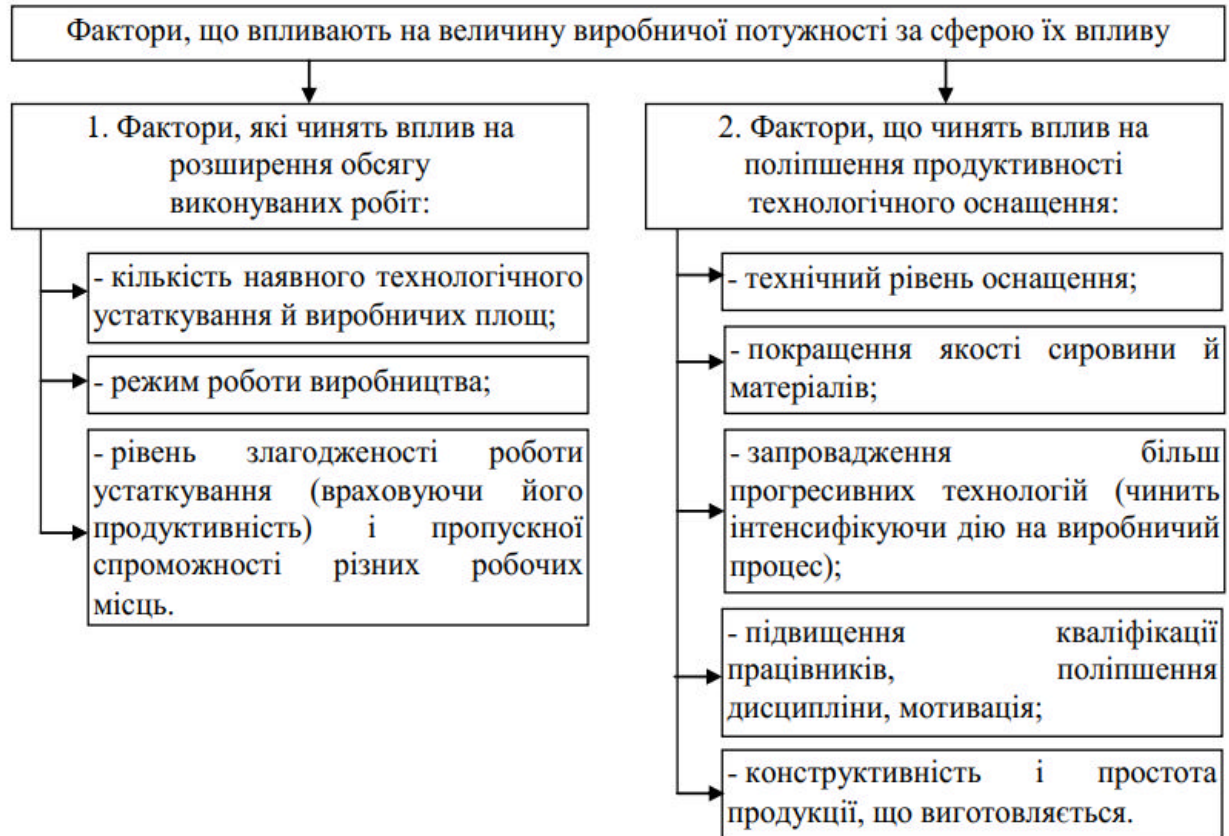 Фактори, що впливають на величину виробничої потужності за сферою їх впливу
1. Фактори, які чинять вплив на
розширення обсягу
виконуваних робіт:
- кількість наявного технологічного
устаткування й виробничих площ;
- режим роботи виробництва;
- рівень злагодженості роботи
устаткування (враховуючи його
продуктивність) і пропускної
спроможності різних робочих
місць.
2. Фактори, що чинять вплив на
поліпшення продуктивності
технологічного оснащення:
- технічний рівень оснащення;
- покращення якості сировини й
матеріалів;
- запровадження більш
прогресивних технологій (чинить
інтенсифікуючи дію на виробничий
процес);
- підвищення кваліфікації
працівників, поліпшення
дисципліни, мотивація;
- конструктивність і простота
продукції, що виготовляється.